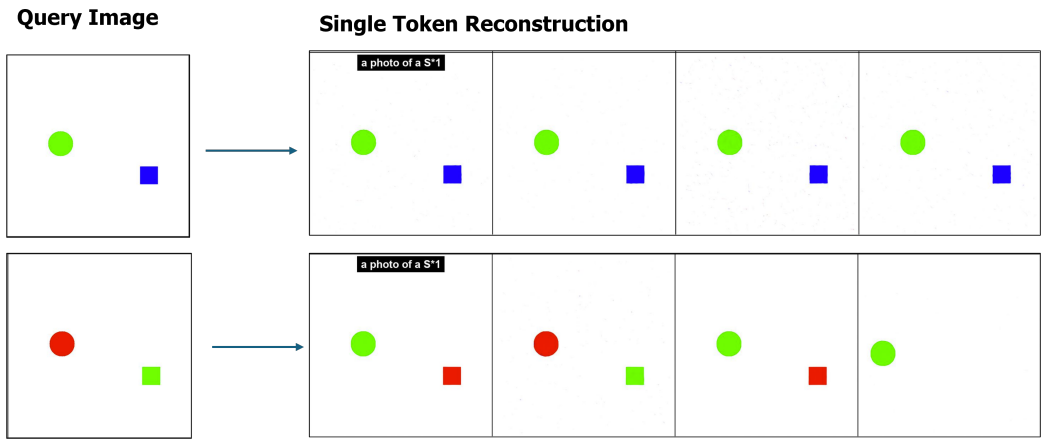 Query Image
Single Token Reconstruction
a photo of a S*1
a photo of a S*1